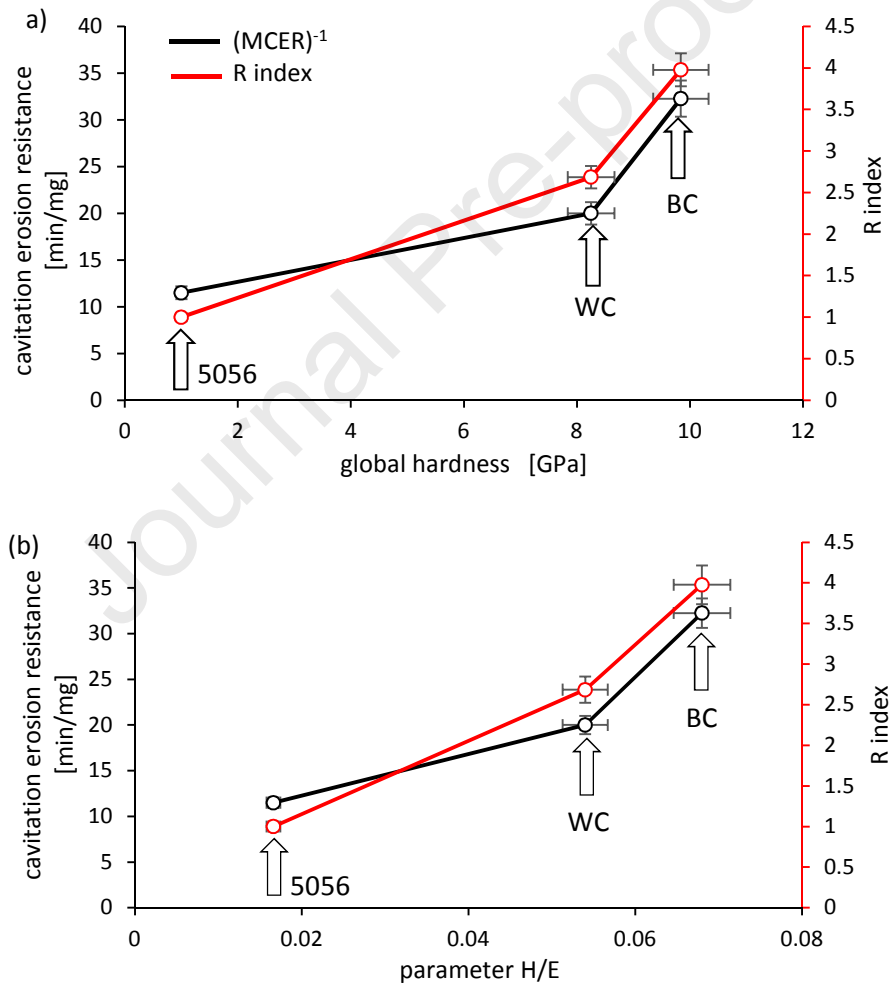 a)
(MCER)⁻¹
R index
40
35
30
25
20
15
10
5
0
cavitation erosion resistance
[min/mg]
4.5
4
3.5
3
2.5
2
1.5
1
0.5
0
R index
BC
WC
5056
0 2 4 6 8 10 12
global hardness [GPa]
Journal Pre-proo
(b)
40
35
30
25
20
15
10
5
0
cavitation erosion resistance
[min/mg]
4.5
4
3.5
3
2.5
2
1.5
1
0.5
0
R index
BC
WC
5056
0 0.02 0.04 0.06 0.08
parameter H/E